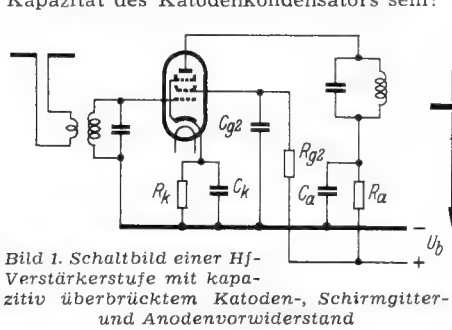 Kapazität des Katodenkondensators sein?
Cg2
Rg2
Rk
Ck
Ca
Ra
−
Ub
+
Bild 1. Schaltbild einer Hf-
Verstärkerstufe mit kapa-
zitiv überbrücktem Katoden-, Schirmgitter-
und Anodenvorwiderstand